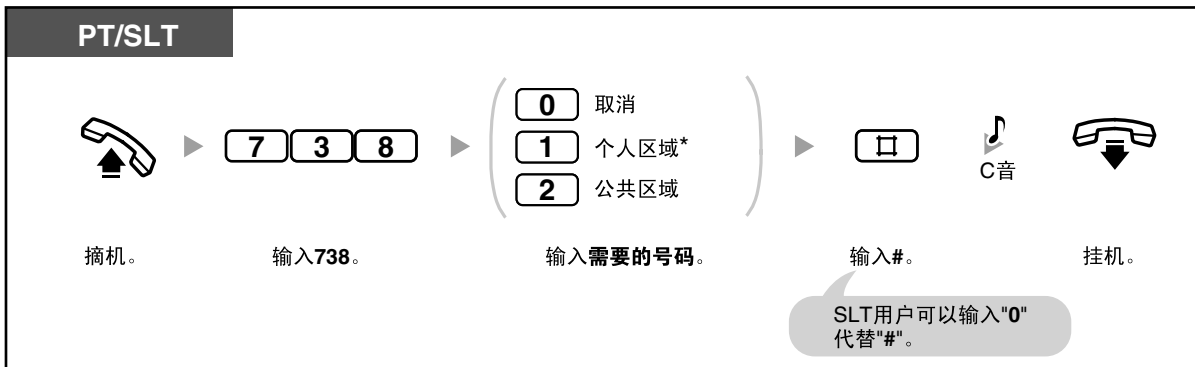 PT/SLT
7 3 8
0 取消
1 个人区域*
2 公共区域
#
C音
摘机。
输入738。
输入需要的号码。
输入#。
挂机。
SLT用户可以输入"0"
代替"#"。